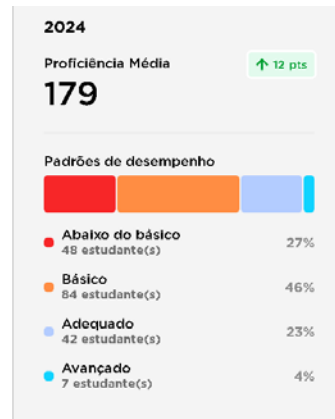 2024
Proficiência Média
↑ 12 pts
179
Padrões de desempenho
Abaixo do básico
48 estudante(s)
27%
Básico
84 estudante(s)
46%
Adequado
42 estudante(s)
23%
Avançado
7 estudante(s)
4%